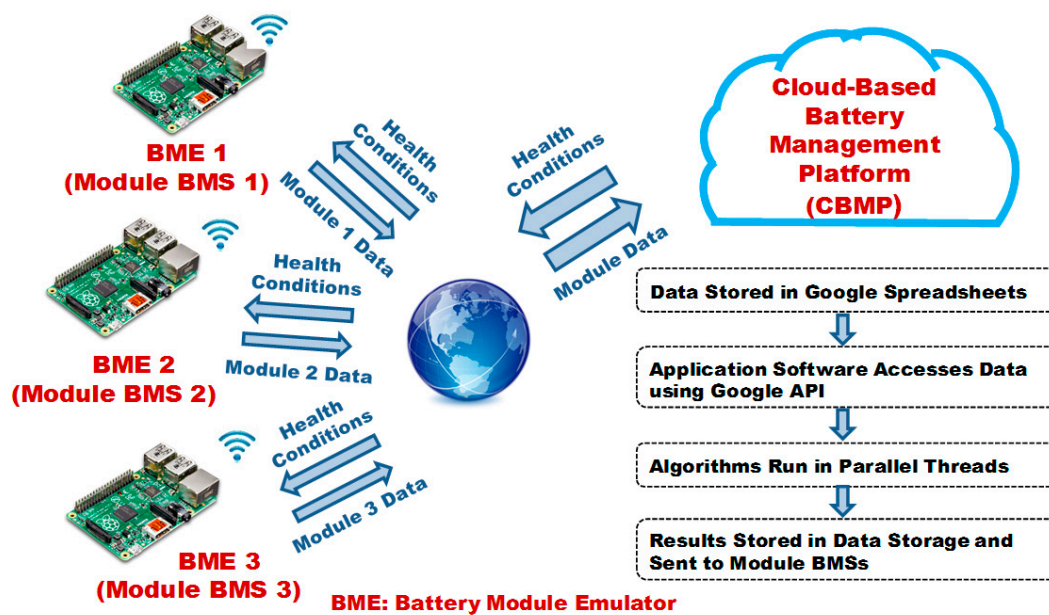 BME 1
(Module BMS 1)
Health
Conditions
Module 1 Data
BME 2
(Module BMS 2)
Health
Conditions
Module 2 Data
BME 3
(Module BMS 3)
Health
Conditions
Module 3 Data
Health
Conditions
Module Data
Cloud-Based
Battery
Management
Platform
(CBMP)
Data Stored in Google Spreadsheets
Application Software Accesses Data
using Google API
Algorithms Run in Parallel Threads
Results Stored in Data Storage and
Sent to Module BMSs
BME: Battery Module Emulator